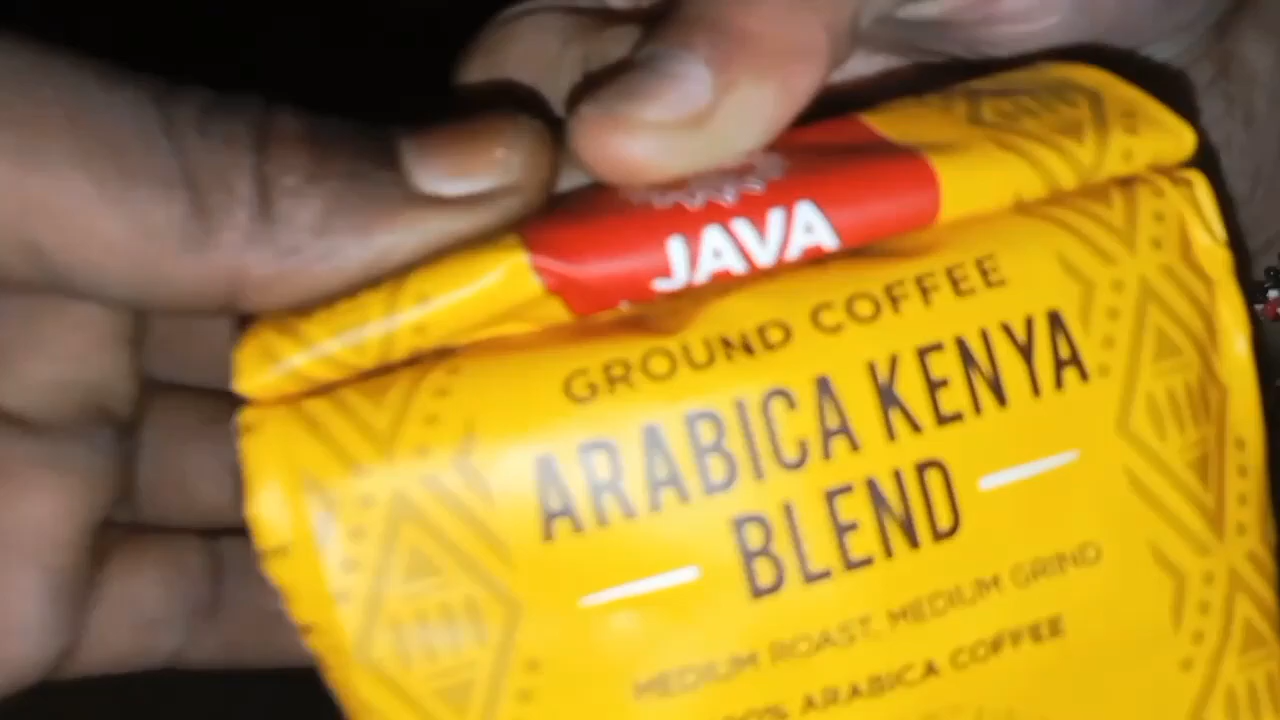 JAVA
GROUND COFFEE
ARABICA KENYA
BLEND
MEDIUM ROAST, MEDIUM GRIND
ARABICA COFFEE